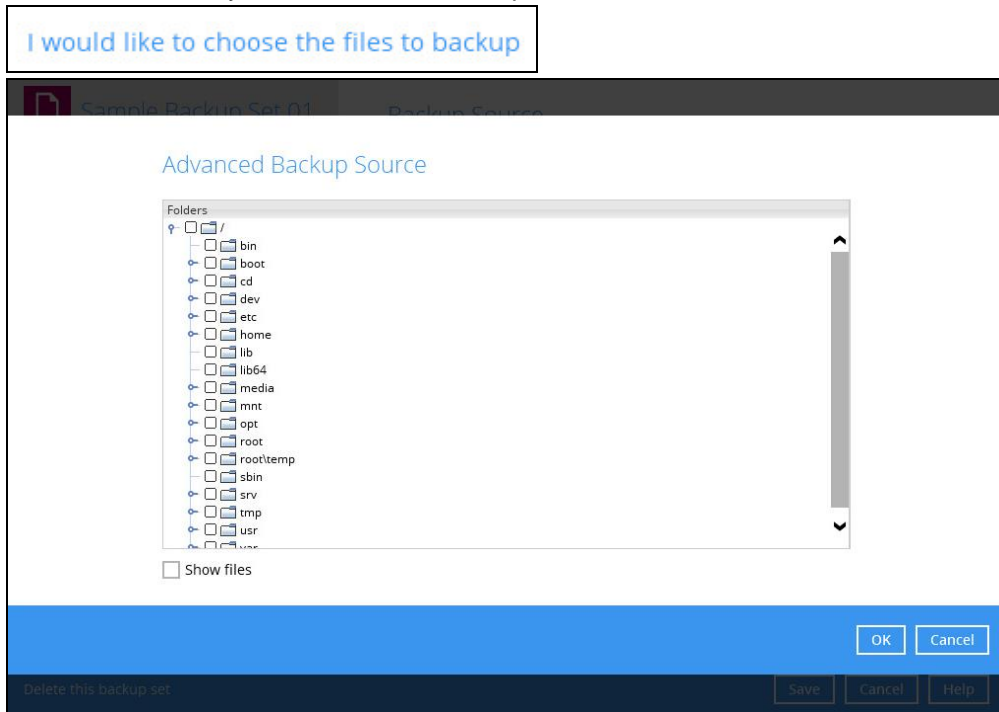 I would like to choose the files to backup
Sample Backup Set 01
Backup Source
Advanced Backup Source
Folders
/
bin
boot
cd
dev
etc
home
lib
lib64
media
mnt
opt
root
root\temp
sbin
srv
tmp
usr
var
Show files
OK Cancel
Delete this backup set Save Cancel Help